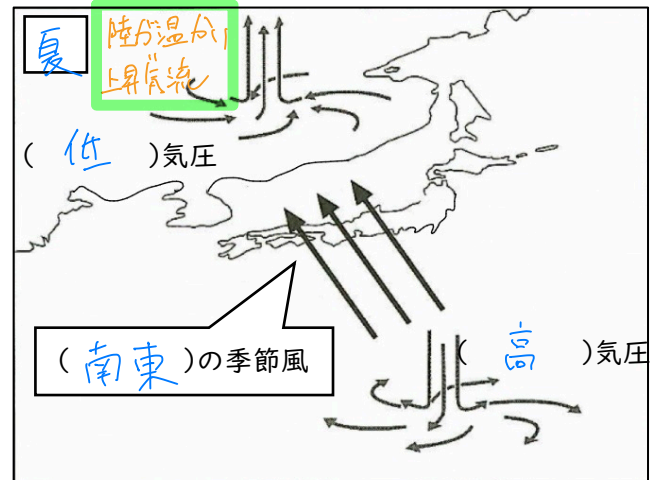 夏
陸が温かい
上昇気流
( 低 )気圧
( 南東 )の季節風
( 高 )気圧